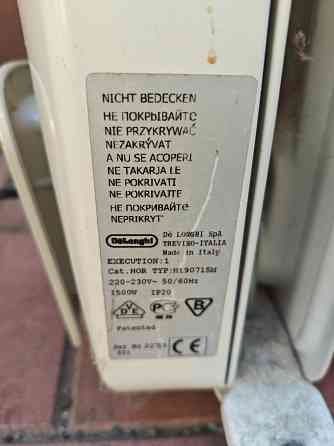 NICHT BEDECKEN
НЕ ПОКРЫВАЙТЕ
NIE PRZYKRYWAĆ
NEZAKRÝVAT
A NU SE ACOPERI
NE TAKARJA LE
NE POKRIVATI
NE POKRIVAJTE
НЕ ПОКРИВАЙТЕ
NEPRIKRYT'
DeLonghi
De LONGHI SpA
TREVISO-ITALIA
Made in Italy
EXECUTION:1
Cat.HOR TYP:H190715M
220-230V~ 50/60Hz
1500W IP20
VDE
B
Patented
CE